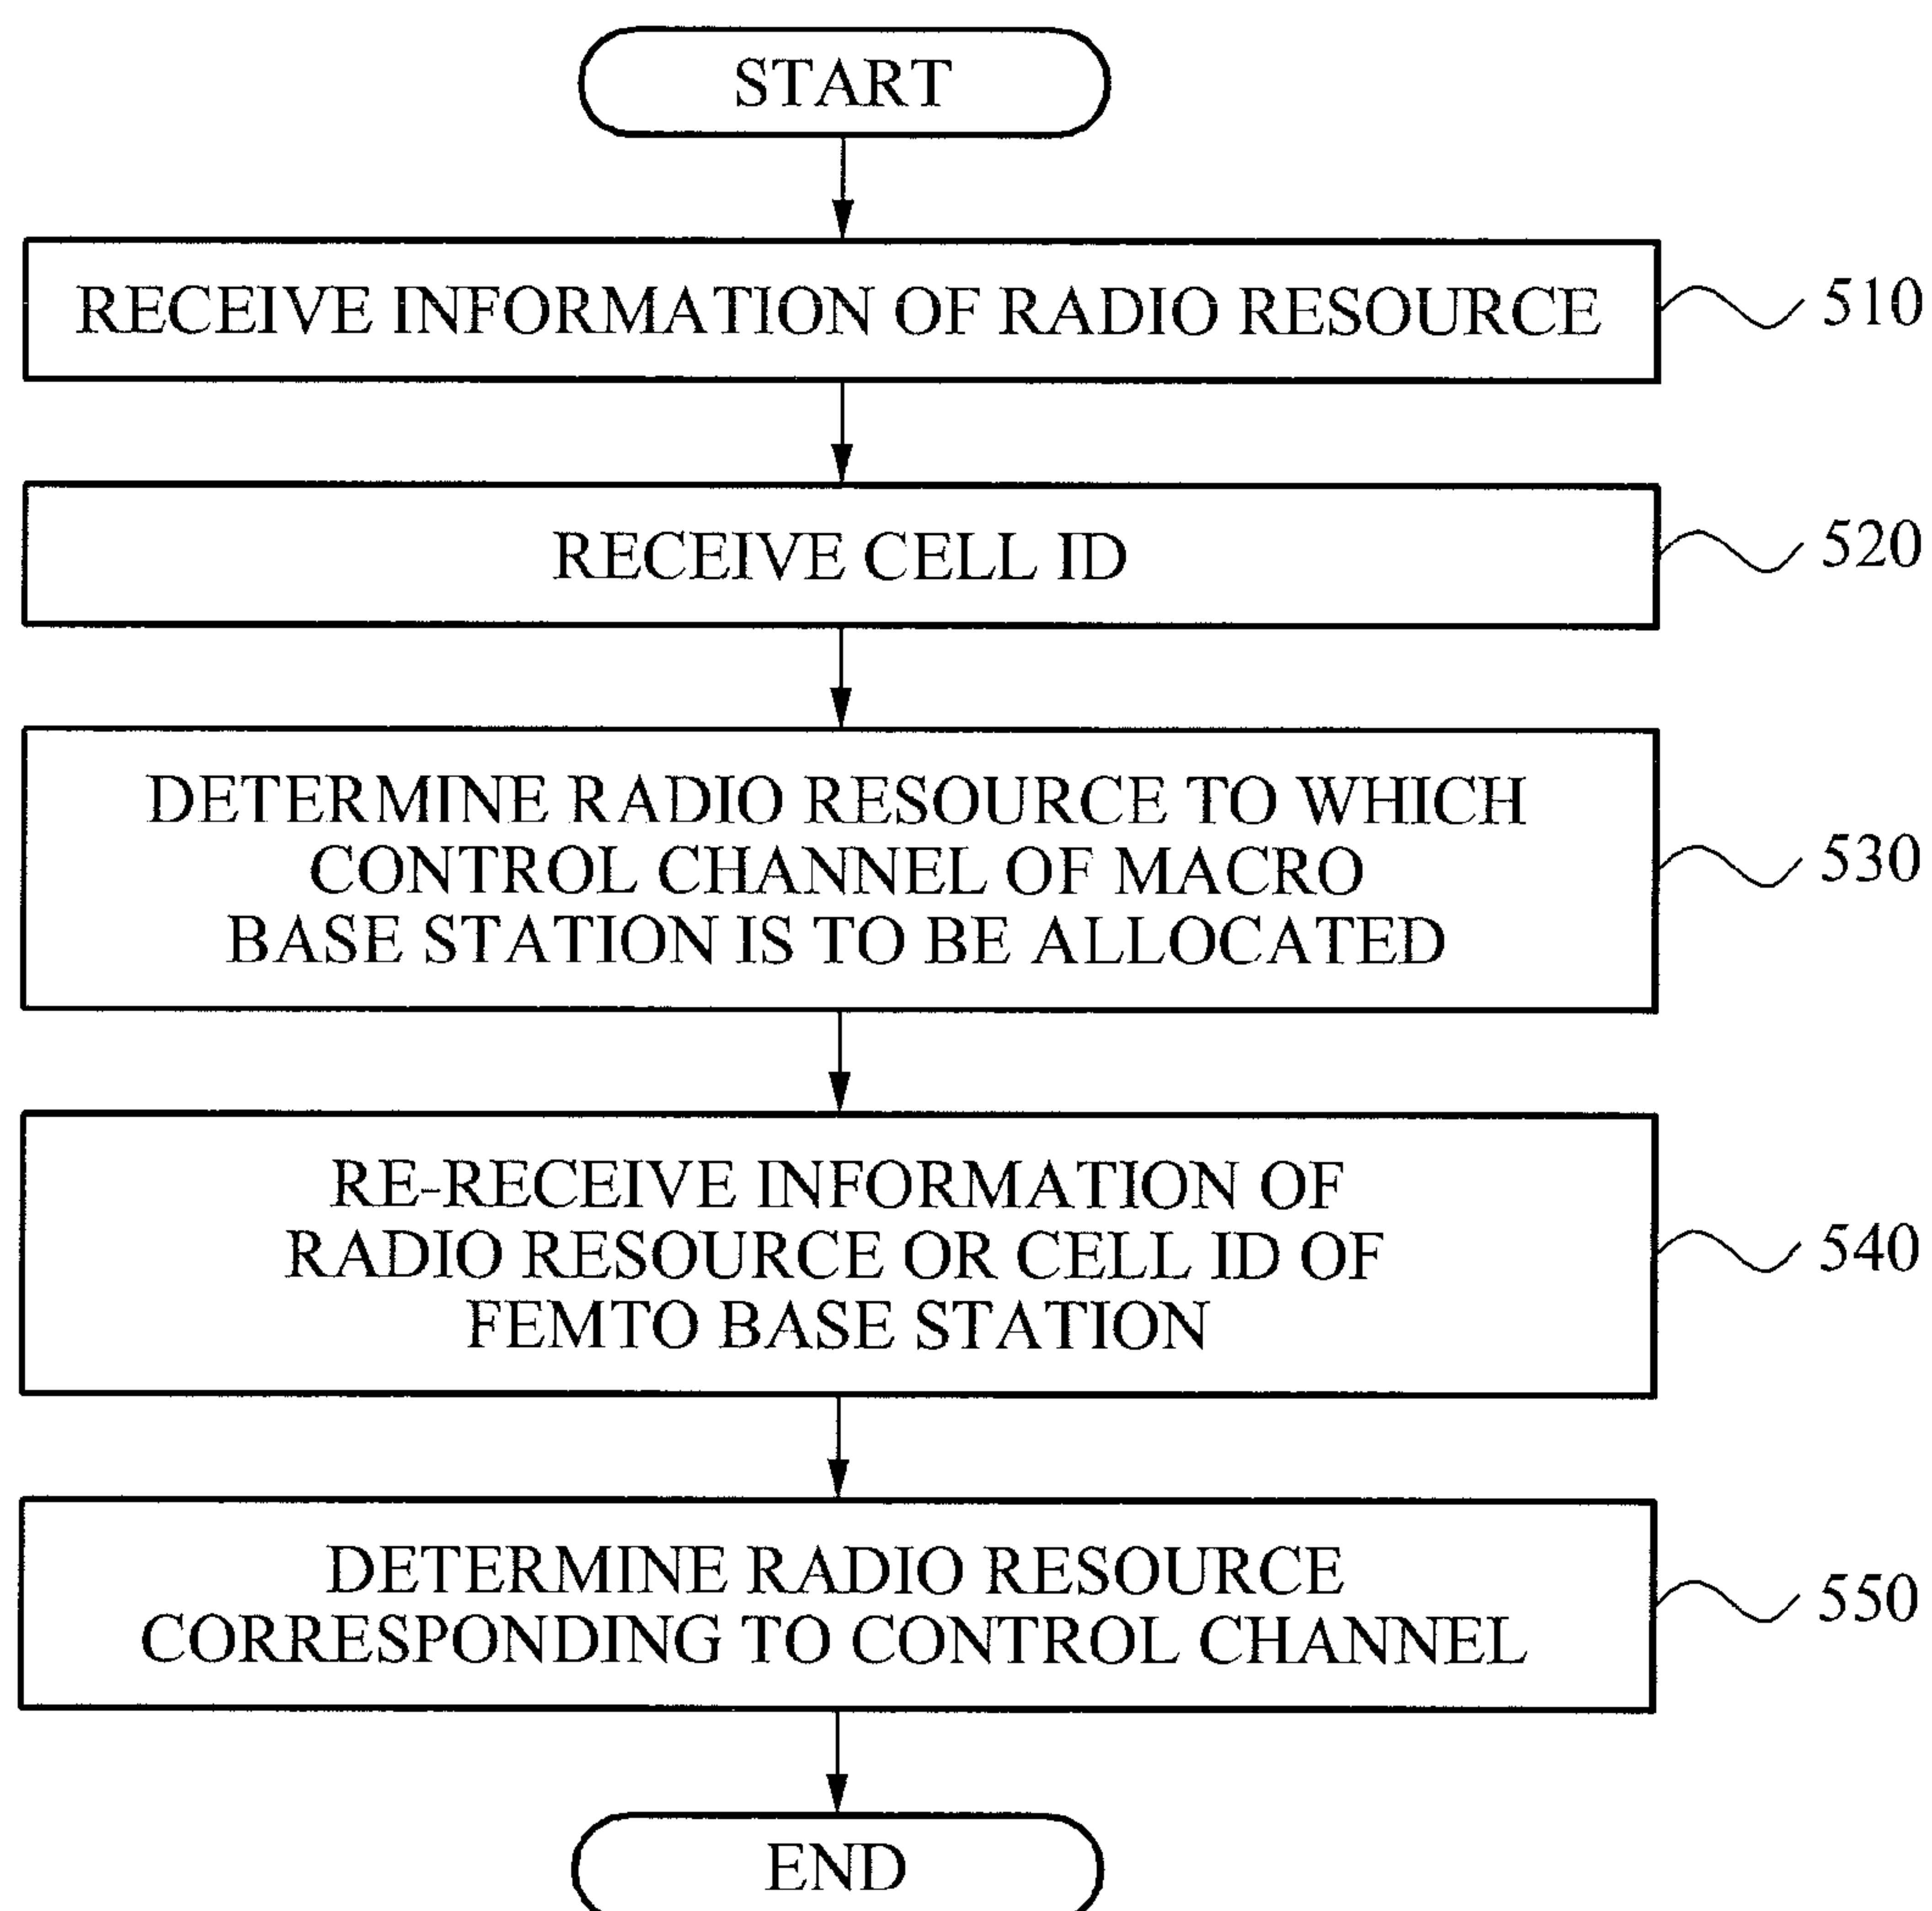 START
RECEIVE INFORMATION OF RADIO RESOURCE
510
RECEIVE CELL ID
520
DETERMINE RADIO RESOURCE TO WHICH
CONTROL CHANNEL OF MACRO
BASE STATION IS TO BE ALLOCATED
530
RE-RECEIVE INFORMATION OF
RADIO RESOURCE OR CELL ID OF
FEMTO BASE STATION
540
DETERMINE RADIO RESOURCE
CORRESPONDING TO CONTROL CHANNEL
550
END